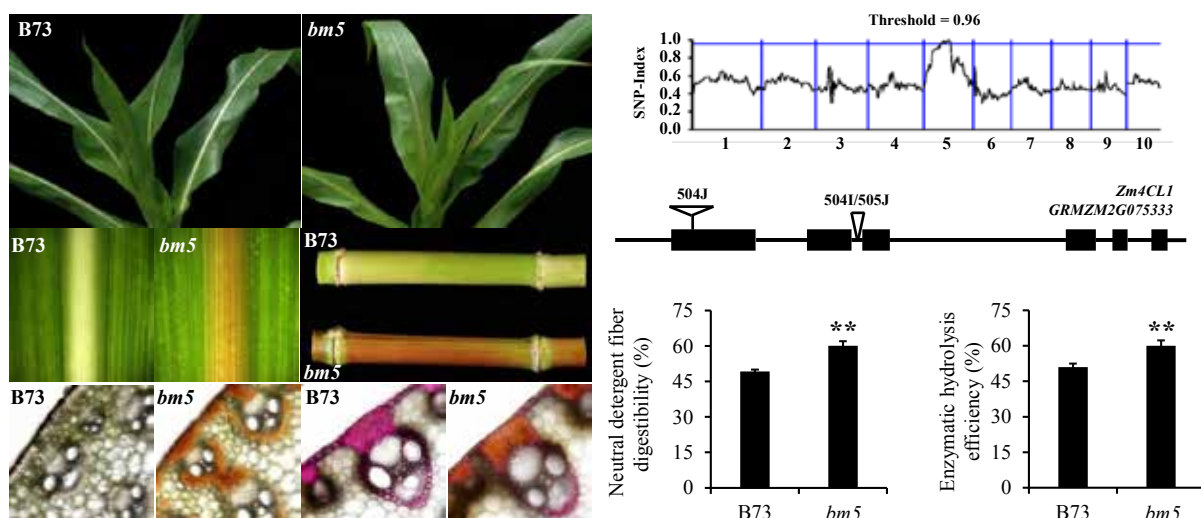 B73
bm5
B73
bm5
B73
bm5
B73
bm5
B73
bm5
Threshold = 0.96
SNP-Index
1.0
0.8
0.6
0.4
0.2
0.0
1 2 3 4 5 6 7 8 9 10
504J
504I/505J
Zm4CL1
GRMZM2G075333
Neutral detergent fiber
digestibility (%)
75
60
45
30
15
0
**
B73 bm5
Enzymatic hydrolysis
efficiency (%)
75
60
45
30
15
0
**
B73 bm5